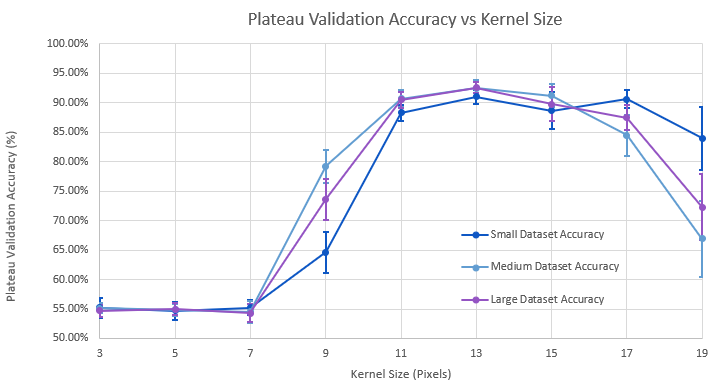 Plateau Validation Accuracy vs Kernel Size
100.00%
95.00%
90.00%
85.00%
80.00%
75.00%
70.00%
65.00%
60.00%
55.00%
50.00%
Plateau Validation Accuracy (%)
Small Dataset Accuracy
Medium Dataset Accuracy
Large Dataset Accuracy
3 5 7 9 11 13 15 17 19
Kernel Size (Pixels)